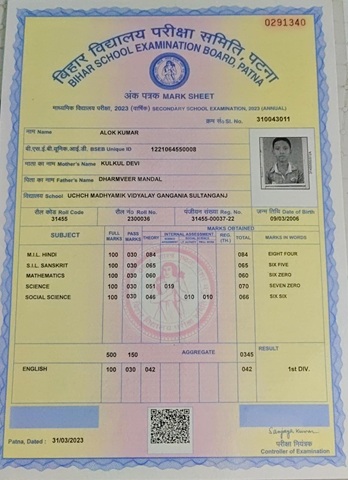 0291340
बिहार विद्यालय परीक्षा समिति, पटना
BIHAR SCHOOL EXAMINATION BOARD, PATNA
अंक पत्रक MARK SHEET
माध्यमिक विद्यालय परीक्षा, 2023 (वार्षिक) SECONDARY SCHOOL EXAMINATION, 2023 (ANNUAL)
क्रम सं0 Sl. No. 310043011
नाम Name ALOK KUMAR
बी.एस.ई.बी.यूनिक.आई.डी. BSEB Unique ID 1221064550008
माता का नाम Mother's Name KULKUL DEVI
पिता का नाम Father's Name DHARMVEER MANDAL
विद्यालय School UCHCH MADHYAMIK VIDYALAY GANGANIA SULTANGANJ
रौल कोड Roll Code रौल नं0 Roll No. पंजीयन संख्या Reg. No. जन्म तिथि Date of Birth
31455 2300036 31455-00037-22 09/03/2006
SUBJECT FULL MARKS PASS MARKS MARKS OBTAINED MARKS IN WORDS
THEORY INTERNAL ASSESSMENT REG. (TH.) TOTAL
M.I.L. HINDI 100 030 084 084 EIGHT FOUR
S.I.L. SANSKRIT 100 030 065 065 SIX FIVE
MATHEMATICS 100 030 060 060 SIX ZERO
SCIENCE 100 030 051 019 070 SEVEN ZERO
SOCIAL SCIENCE 100 030 046 010 010 066 SIX SIX
500 150 AGGREGATE 0345 RESULT
ENGLISH 100 030 042 042 1st DIV.
Patna, Dated : 31/03/2023
परीक्षा नियंत्रक
Controller of Examination